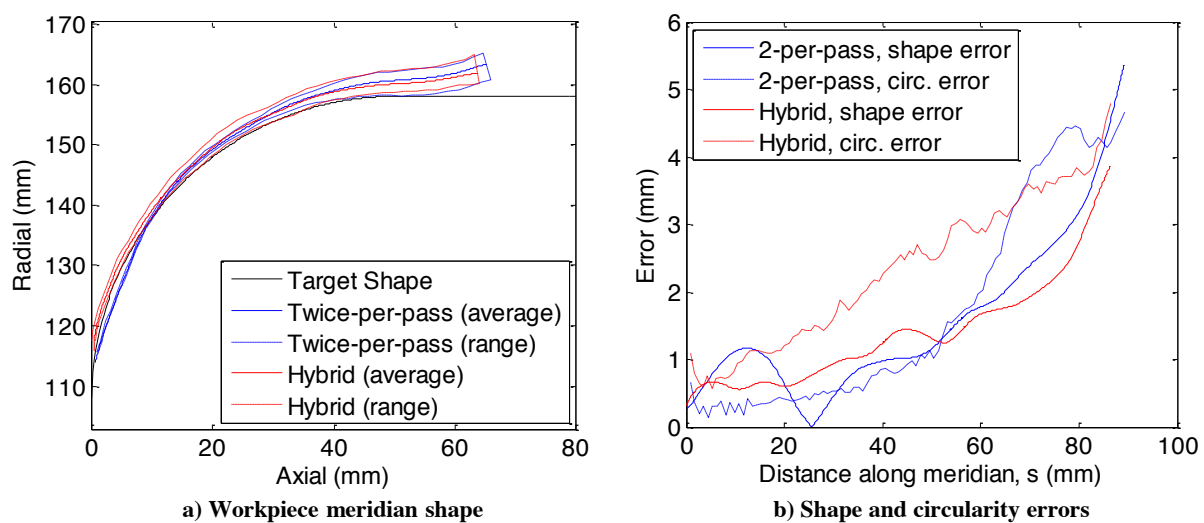 170
160
150
140
130
120
110
Radial (mm)
0
20
40
60
80
Axial (mm)
Target Shape
Twice-per-pass (average)
Twice-per-pass (range)
Hybrid (average)
Hybrid (range)
a) Workpiece meridian shape
6
5
4
3
2
1
0
Error (mm)
0
20
40
60
80
100
Distance along meridian, s (mm)
2-per-pass, shape error
2-per-pass, circ. error
Hybrid, shape error
Hybrid, circ. error
b) Shape and circularity errors